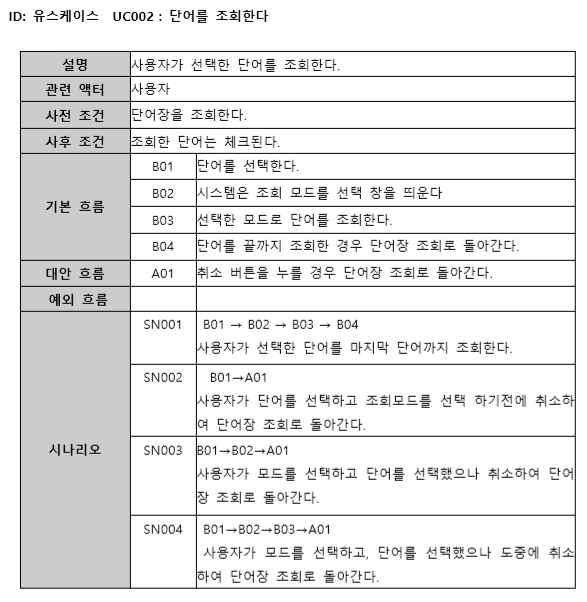 ID: 유스케이스 UC002 : 단어를 조회한다
설명 사용자가 선택한 단어를 조회한다.
관련 액터 사용자
사전 조건 단어장을 조회한다.
사후 조건 조회한 단어는 체크된다.
기본 흐름
B01 단어를 선택한다.
B02 시스템은 조회 모드를 선택 창을 띄운다
B03 선택한 모드로 단어를 조회한다.
B04 단어를 끝까지 조회한 경우 단어장 조회로 돌아간다.
대안 흐름 A01 취소 버튼을 누를 경우 단어장 조회로 돌아간다.
예외 흐름
시나리오
SN001 B01 → B02 → B03 → B04
사용자가 선택한 단어를 마지막 단어까지 조회한다.
SN002 B01→A01
사용자가 단어를 선택하고 조회모드를 선택 하기전에 취소하
여 단어장 조회로 돌아간다.
SN003 B01→B02→A01
사용자가 모드를 선택하고 단어를 선택했으나 취소하여 단어
장 조회로 돌아간다.
SN004 B01→B02→B03→A01
사용자가 모드를 선택하고, 단어를 선택했으나 도중에 취소
하여 단어장 조회로 돌아간다.